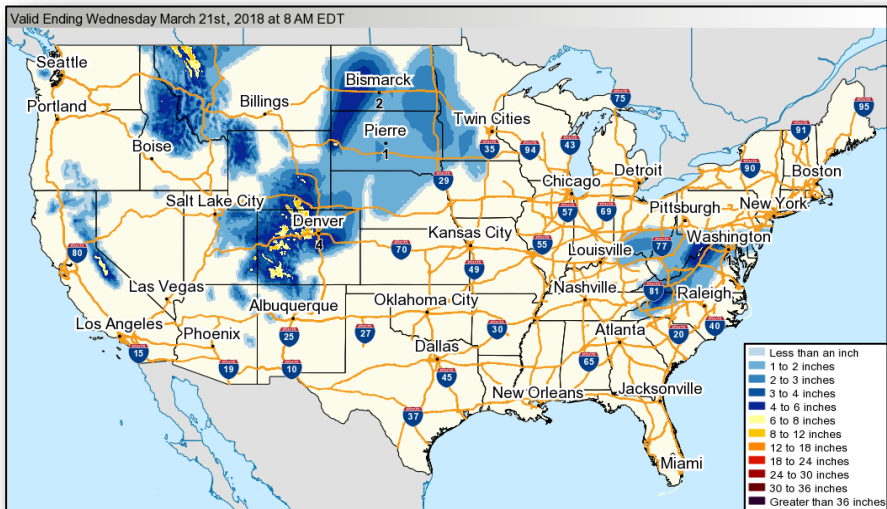 Valid Ending Wednesday March 21st, 2018 at 8 AM EDT
Seattle
Portland
Billings
Bismarck
2
Pierre
1
Twin Cities
Boise
75
95
91
35
94
43
90
Boston
Detroit
Chicago
29
Salt Lake City
Denver
4
57
69
Pittsburgh
New York
80
70
Kansas City
55
77
Washington
Louisville
49
Las Vegas
Nashville
81
Raleigh
Albuquerque
Oklahoma City
Los Angeles
Phoenix
25
27
30
Atlanta
20
40
15
19
10
Dallas
45
65
37
New Orleans
Jacksonville
Miami
Less than an inch
1 to 2 inches
2 to 3 inches
3 to 4 inches
4 to 6 inches
6 to 8 inches
8 to 12 inches
12 to 18 inches
18 to 24 inches
24 to 30 inches
30 to 36 inches
Greater than 36 inches